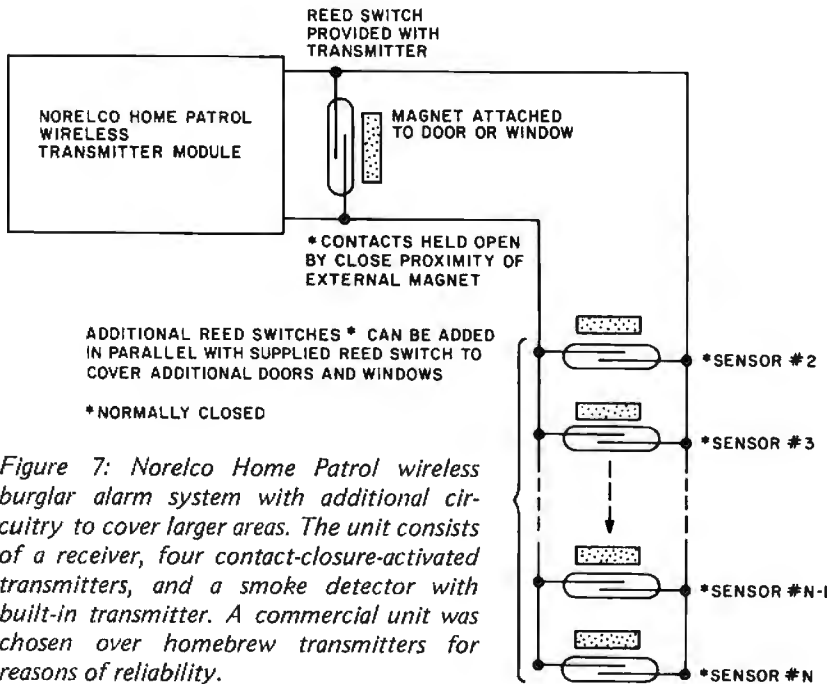 REED SWITCH
PROVIDED WITH
TRANSMITTER
NORELCO HOME PATROL
WIRELESS
TRANSMITTER MODULE
MAGNET ATTACHED
TO DOOR OR WINDOW
*CONTACTS HELD OPEN
BY CLOSE PROXIMITY OF
EXTERNAL MAGNET
ADDITIONAL REED SWITCHES* CAN BE ADDED
IN PARALLEL WITH SUPPLIED REED SWITCH TO
COVER ADDITIONAL DOORS AND WINDOWS
*NORMALLY CLOSED
*SENSOR #2
*SENSOR #3
*SENSOR #N-1
*SENSOR #N
Figure 7: Norelco Home Patrol wireless
burglar alarm system with additional cir-
cuitry to cover larger areas. The unit consists
of a receiver, four contact-closure-activated
transmitters, and a smoke detector with
built-in transmitter. A commercial unit was
chosen over homebrew transmitters for
reasons of reliability.